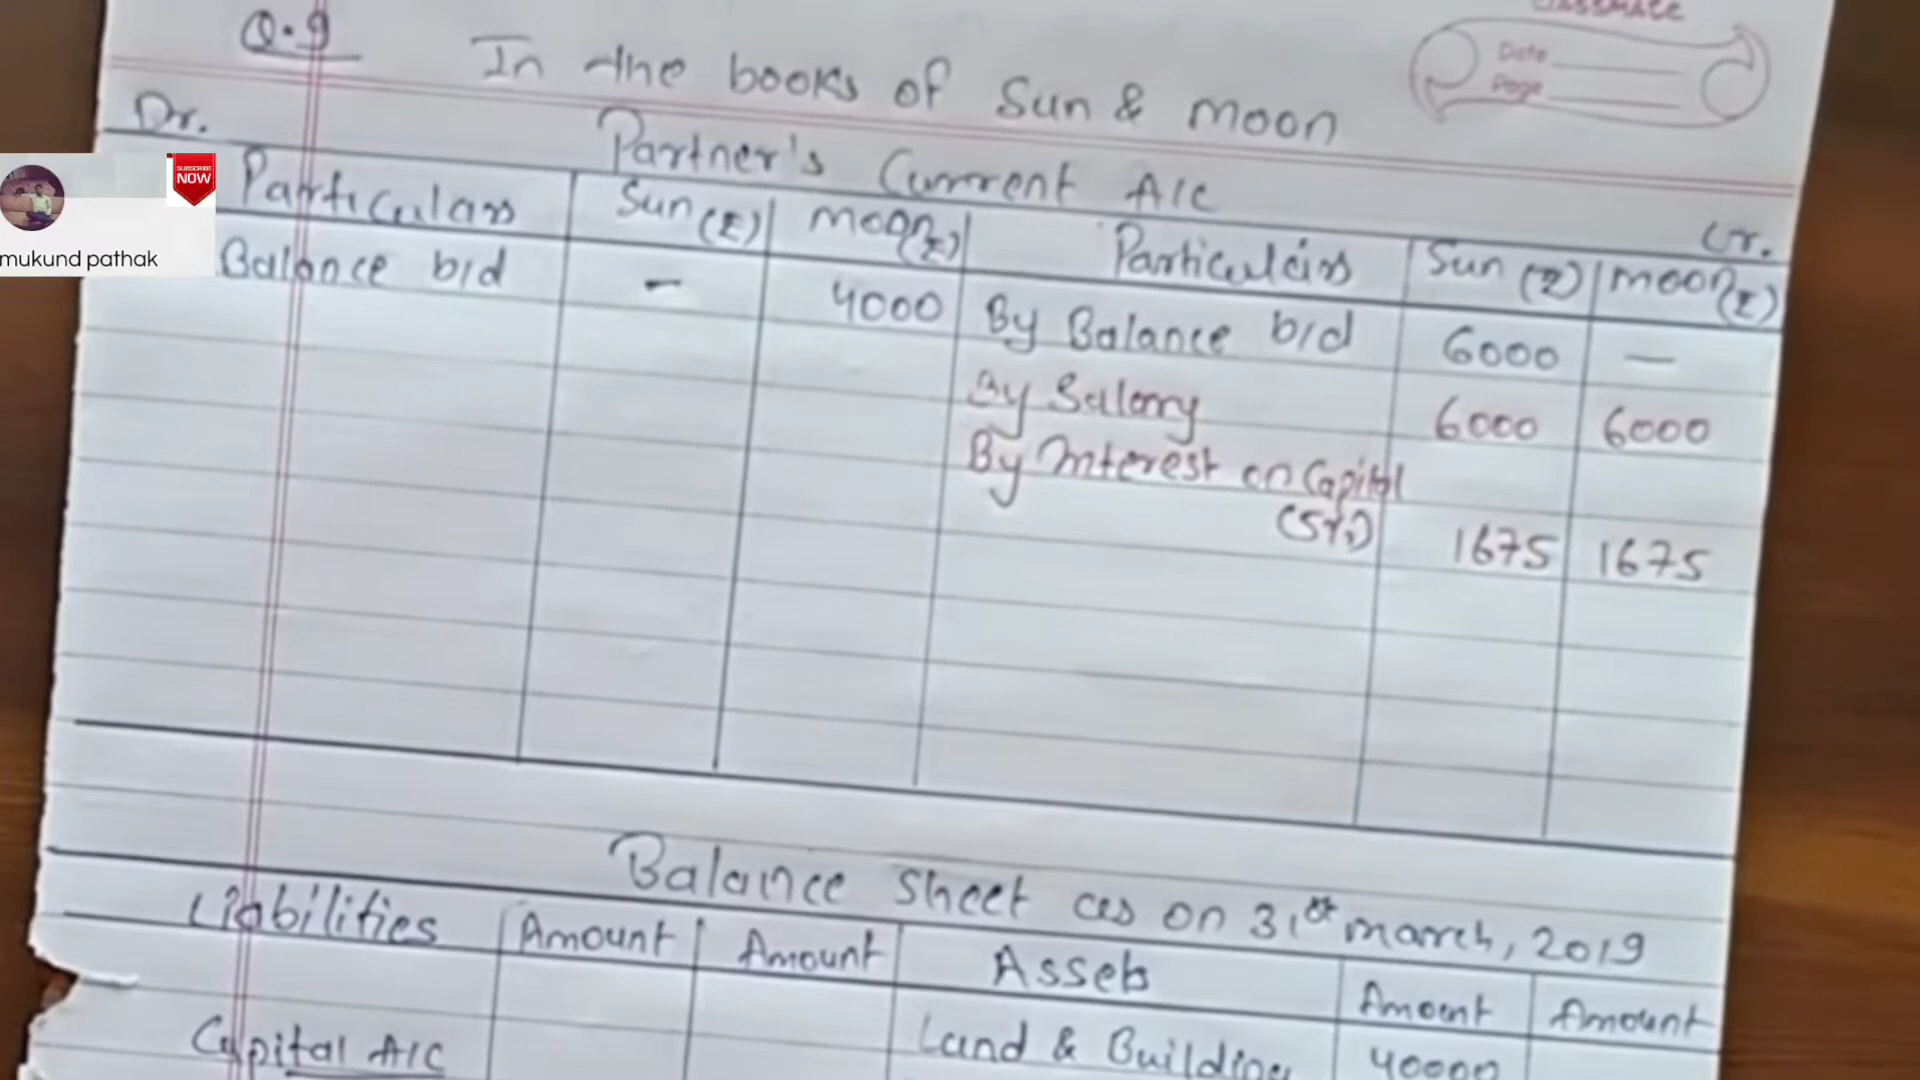 classmate
Date
Page
Q.9
In the books of Sun & moon
Dr.
Partner's Current A/C
Cr.
Particulars Sun (₹) moon (₹) Particulars Sun (₹) moon (₹)
Balance b/d - 4000 By Balance b/d 6000 —
By Salary 6000 6000
By Interest on Capital
(5%) 1675 1675
SUBSCRIBE
NOW
mukund pathak
Balance Sheet as on 31st march, 2019
Liabilities Amount Amount Assets Amount Amount
Capital A/C Land & Building 40000